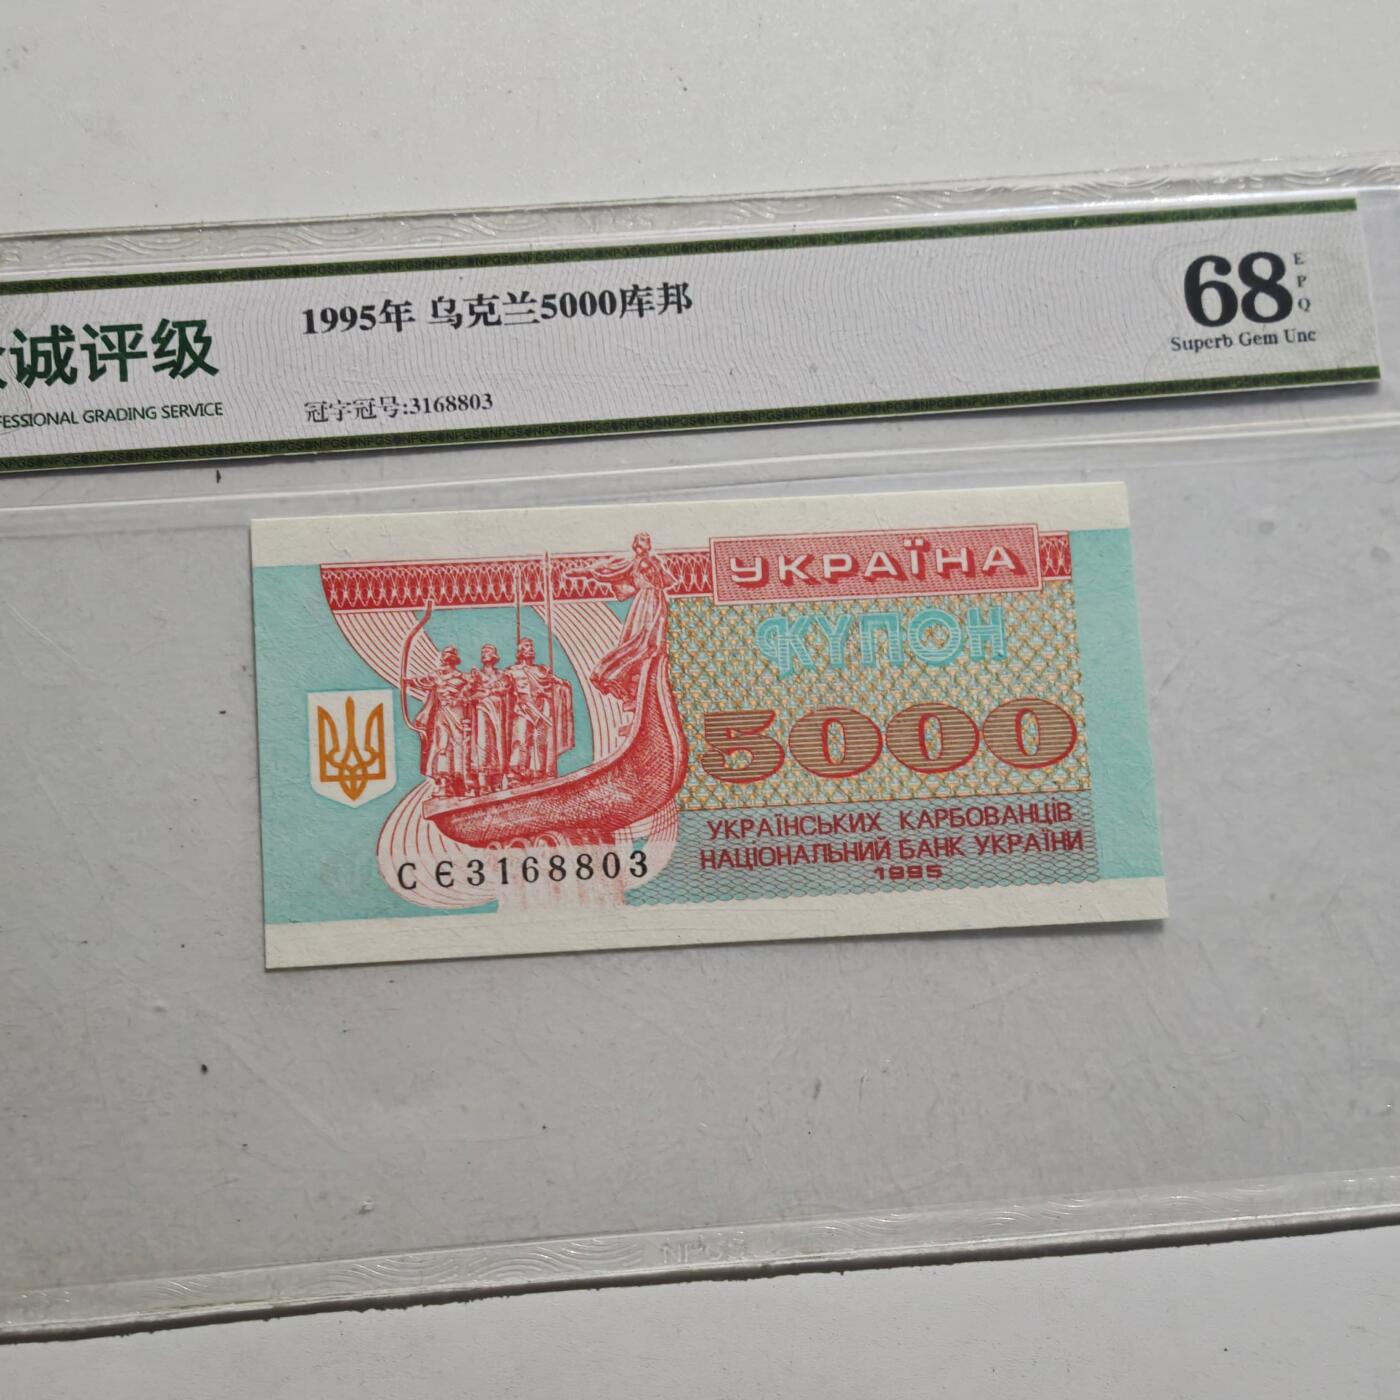 诚评级
FESSIONAL GRADING SERVICE
1995年 乌克兰5000库邦
冠字冠号:3168803
68
EPQ
Superb Gem Unc
УКРАЇНА
КУПОН
5000
УКРАЇНСЬКИХ КАРБОВАНЦІВ
НАЦІОНАЛЬНИЙ БАНК УКРАЇНИ
1995
СЄ3168803
NPGS